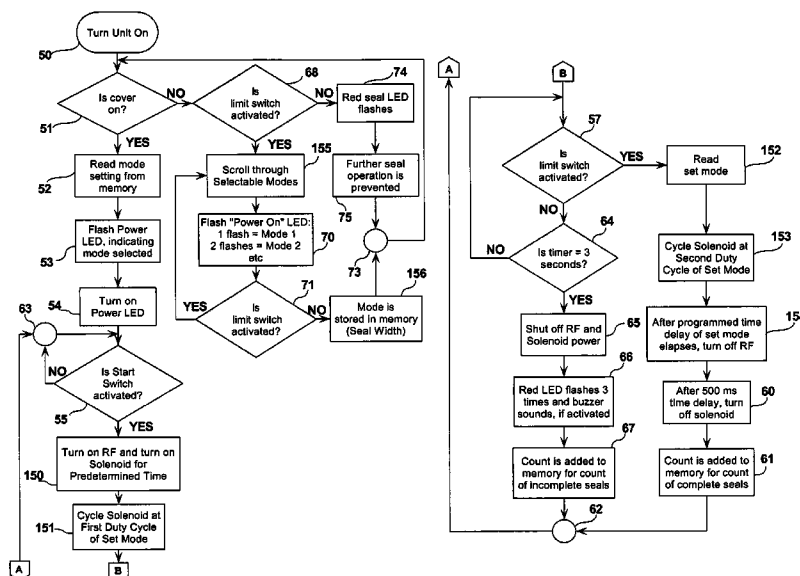 Turn Unit On
50
Is cover
on?
51
NO
YES
Read mode
setting from
memory
52
Flash Power
LED, indicating
mode selected
53
54
Turn on
Power LED
63
NO
Is Start
Switch
activated?
55
YES
Turn on RF and turn on
Solenoid for
Predetermined Time
150
Cycle Solenoid at
First Duty Cycle
of Set Mode
151
A
B
68
Is
limit switch
activated?
NO
YES
155
Scroll through
Selectable Modes
Flash "Power On" LED:
1 flash = Mode 1
2 flashes = Mode 2
etc
70
71
Is
limit switch
activated?
YES
NO
74
Red seal LED
flashes
Further seal
operation is
prevented
75
73
156
Mode is
stored in memory
(Seal Width)
A
B
57
Is
limit switch
activated?
YES
NO
64
Is timer = 3
seconds?
NO
YES
Shut off RF and
Solenoid power
65
66
Red LED flashes 3
times and buzzer
sounds, if activated
67
Count is added to
memory for count
of incomplete seals
62
Read
set mode
152
153
Cycle Solenoid at
Second Duty
Cycle of Set Mode
After programmed time
delay of set mode
elapses, turn off RF
After 500 ms
time delay, turn
off solenoid
60
Count is added to
memory for count
of complete seals
61